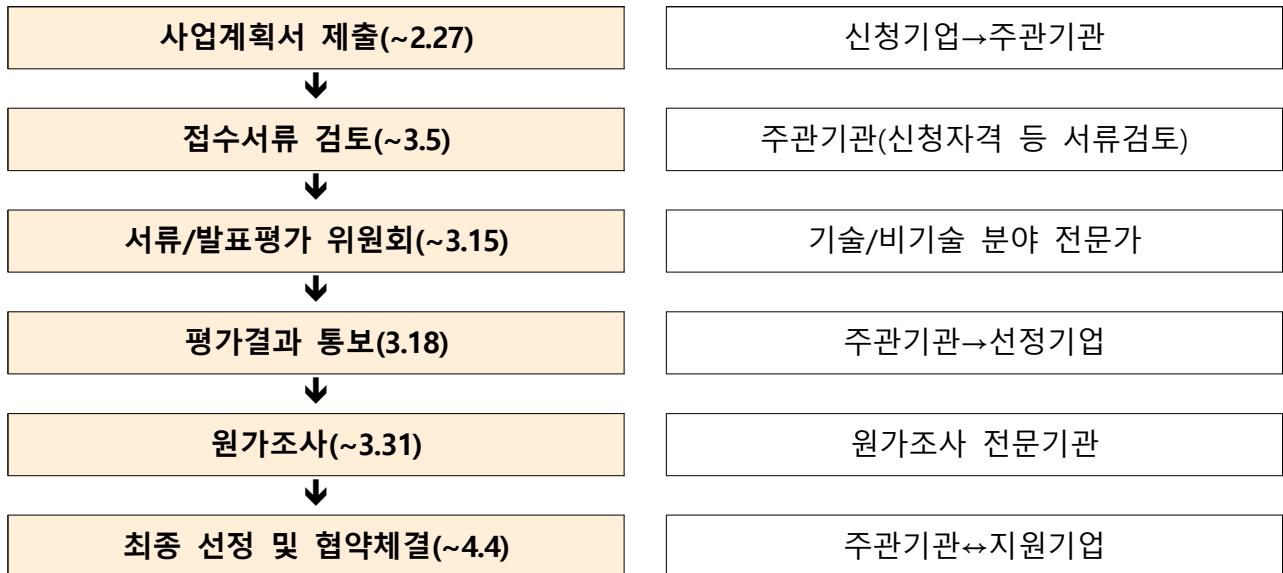 사업계획서 제출(~2.27)
신청기업→주관기관
접수서류 검토(~3.5)
주관기관(신청자격 등 서류검토)
서류/발표평가 위원회(~3.15)
기술/비기술 분야 전문가
평가결과 통보(3.18)
주관기관→선정기업
원가조사(~3.31)
원가조사 전문기관
최종 선정 및 협약체결(~4.4)
주관기관↔지원기업